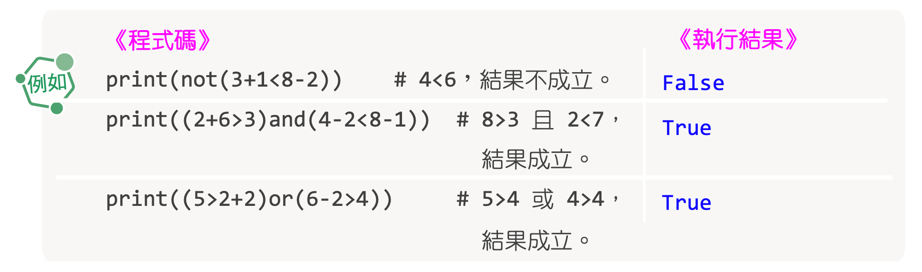 《程式碼》 《執行結果》
例如
print(not(3+1<8-2)) # 4<6，結果不成立。 False
print((2+6>3)and(4-2<8-1)) # 8>3 且 2<7， True
結果成立。
print((5>2+2)or(6-2>4)) # 5>4 或 4>4， True
結果成立。